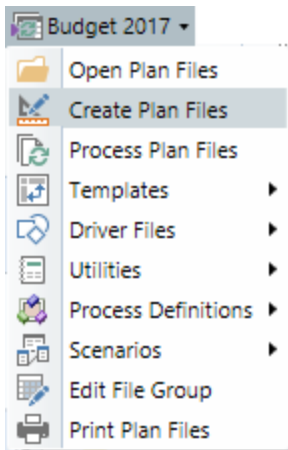 Budget 2017
Open Plan Files
Create Plan Files
Process Plan Files
Templates
Driver Files
Utilities
Process Definitions
Scenarios
Edit File Group
Print Plan Files